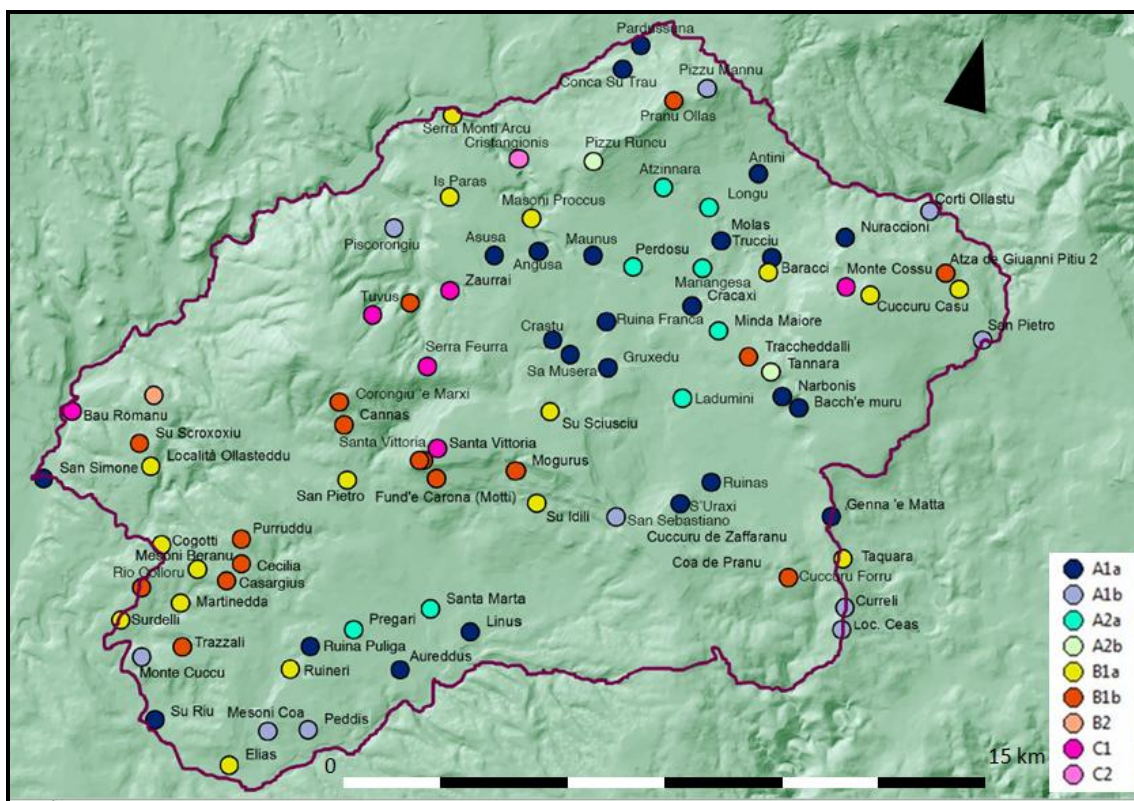 Pardussuna
Conca Su Trau
Pizzu Mannu
Pranu Ollas
Serra Monti Arcu
Cristangionis
Pizzu Runcu
Antini
Atzinnara
Is Paras
Masoni Proccus
Longu
Corti Ollastu
Piscorongiu
Asusa
Angusa
Maunus
Molas
Trucciu
Nuraccioni
Perdosu
Mariangesa
Baracci
Monte Cossu
Atza de Giuanni Pitiu 2
Zaurrai
Tuvus
Cracaxi
Cuccuru Casu
Ruina Franca
Minda Maiore
San Pietro
Crastu
Sa Musera
Gruxedu
Traccheddalli
Tannara
Serra Feurra
Corongiu 'e Marxi
Cannas
Bau Romanu
Su Scroxoxiu
Località Ollasteddu
San Simone
Su Sciusciu
Ladumini
Narbonis
Bacch'e muru
Santa Vittoria
Santa Vittoria
Mogurus
San Pietro
Fund'e Carona (Motti)
Su Idili
San Sebastiano
Ruinas
S'Uraxi
Cuccuru de Zaffaranu
Genna 'e Matta
Coa de Pranu
Cuccuru Forru
Taquara
Curreli
Loc. Ceas
Cogotti
Purruddu
Mesoni Beranu
Rio Colloru
Cecilia
Casargius
Martinedda
Surdelli
Trazzali
Monte Cuccu
Su Riu
Santa Marta
Pregari
Linus
Ruina Puliga
Ruineri
Aureddus
Mesoni Coa
Peddis
Elias
0
15 km
A1a
A1b
A2a
A2b
B1a
B1b
B2
C1
C2